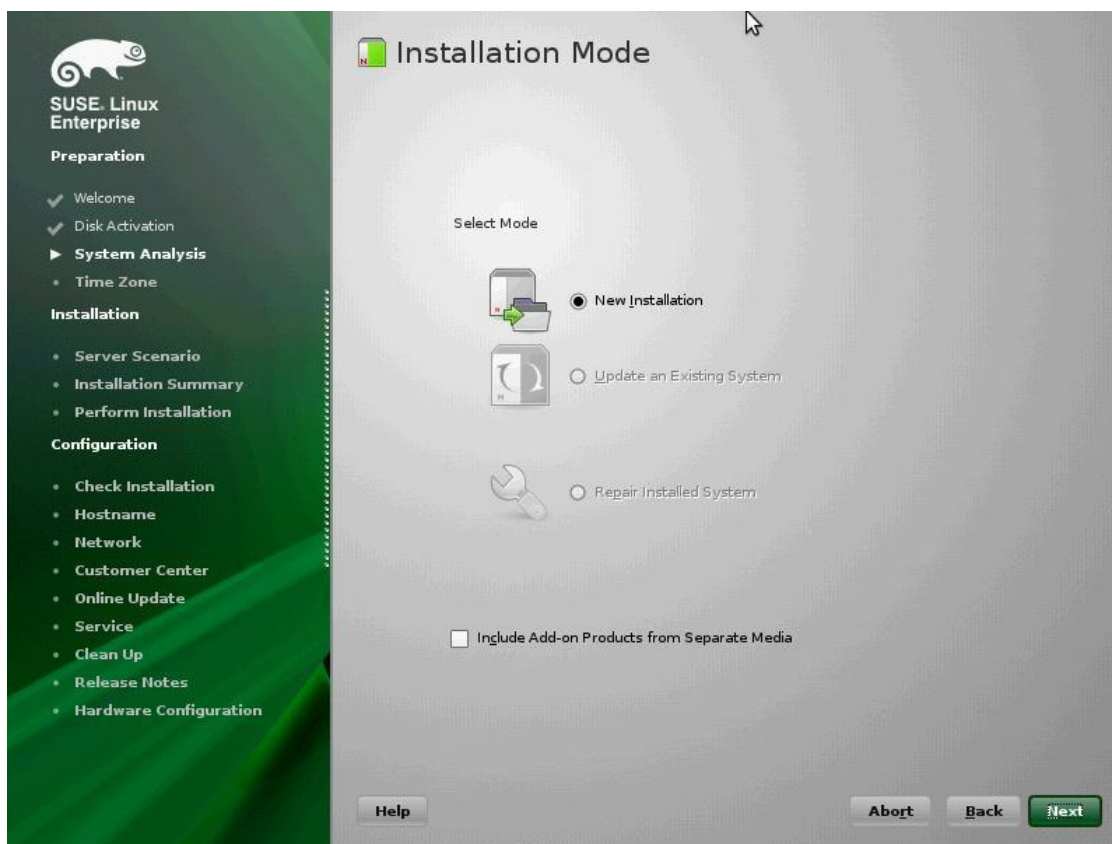 SUSE. Linux
Enterprise
Preparation
Welcome
Disk Activation
System Analysis
Time Zone
Installation
Server Scenario
Installation Summary
Perform Installation
Configuration
Check Installation
Hostname
Network
Customer Center
Online Update
Service
Clean Up
Release Notes
Hardware Configuration
Installation Mode
Select Mode
New Installation
Update an Existing System
Repair Installed System
Include Add-on Products from Separate Media
Help
Abort
Back
Next